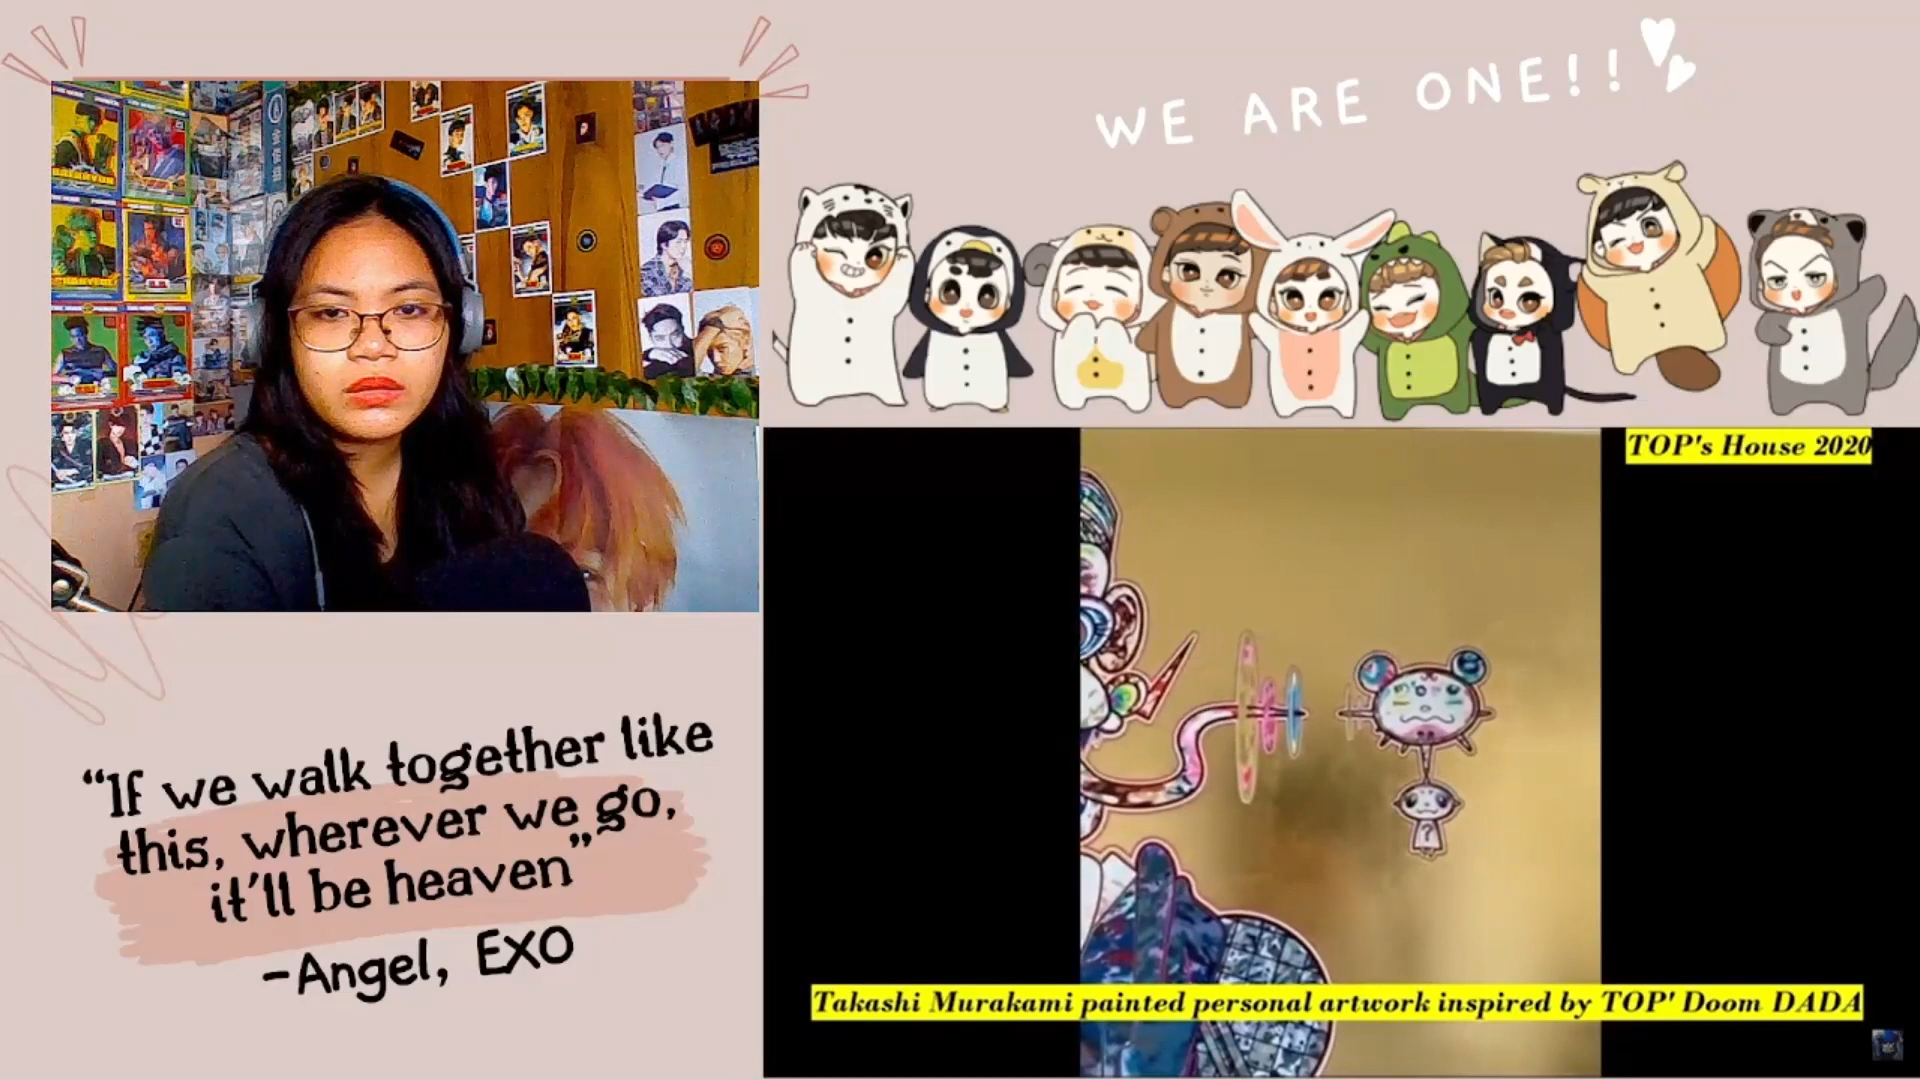 WE ARE ONE!!
TOP's House 2020
“If we walk together like
this, wherever we go,
it'll be heaven”
-Angel, EXO
Takashi Murakami painted personal artwork inspired by TOP' Doom DADA